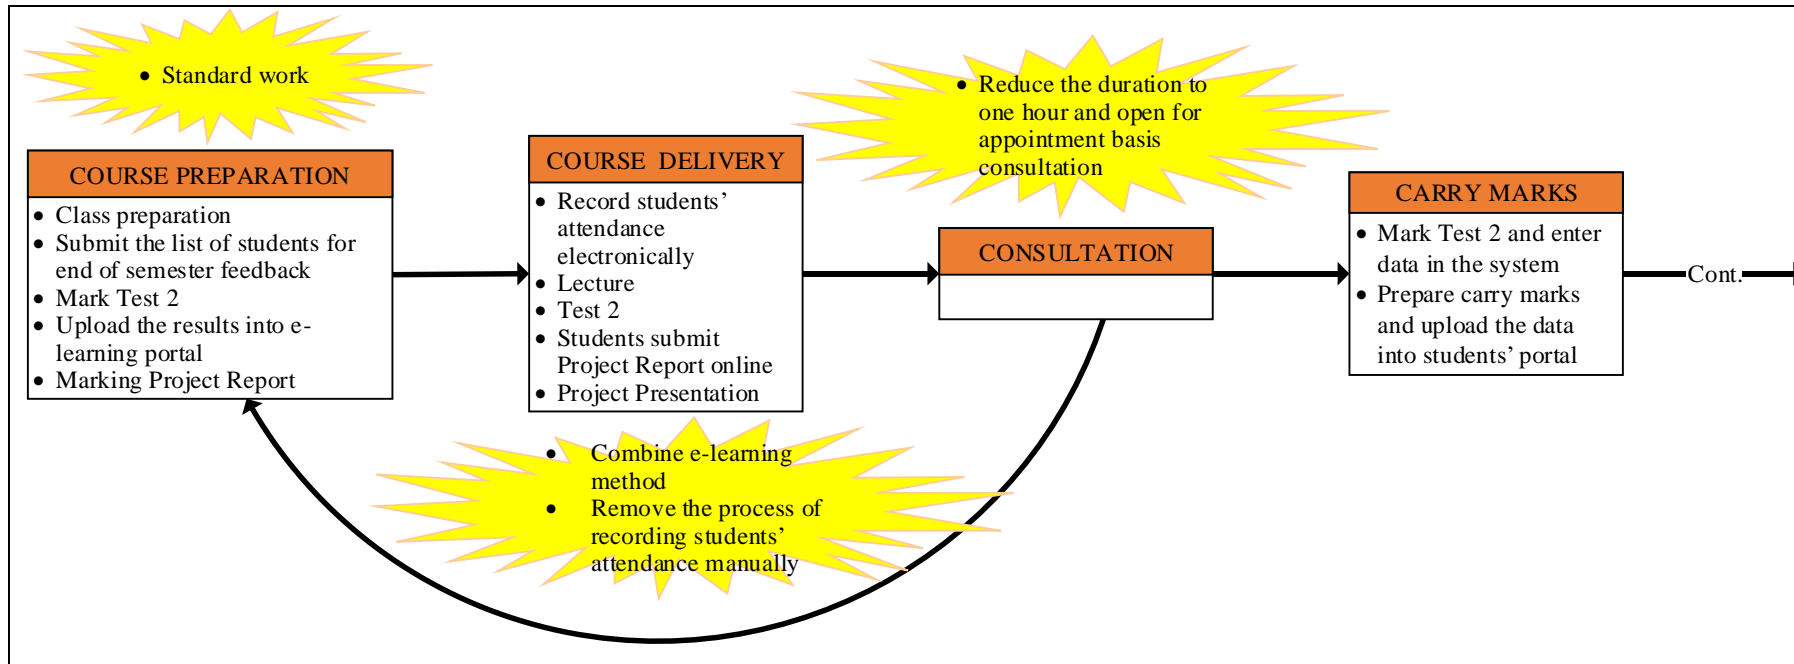 • Standard work
COURSE PREPARATION
• Class preparation
• Submit the list of students for
end of semester feedback
• Mark Test 2
• Upload the results into e-
learning portal
• Marking Project Report
COURSE DELIVERY
• Record students’
attendance
electronically
• Lecture
• Test 2
• Students submit
Project Report online
• Project Presentation
• Combine e-learning
method
• Remove the process of
recording students’
attendance manually
• Reduce the duration to
one hour and open for
appointment basis
consultation
CONSULTATION
CARRY MARKS
• Mark Test 2 and enter
data in the system
• Prepare carry marks
and upload the data
into students’ portal
Cont.